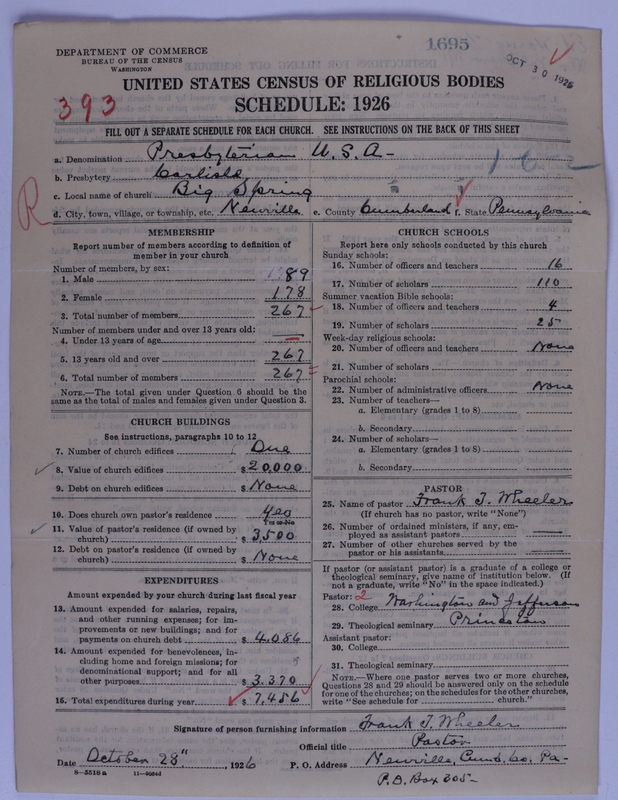 DEPARTMENT OF COMMERCE
BUREAU OF THE CENSUS
WASHINGTON
1695
OCT 30 1926
UNITED STATES CENSUS OF RELIGIOUS BODIES
SCHEDULE: 1926
393
FILL OUT A SEPARATE SCHEDULE FOR EACH CHURCH. SEE INSTRUCTIONS ON THE BACK OF THIS SHEET
a. Denomination Presbyterian U.S.A-
b. Presbytery Carlisle
c. Local name of church Big Spring
R
d. City, town, village, or township, etc. Newville e. County Cumberland f. State Pennsylvania
MEMBERSHIP
Report number of members according to definition of
member in your church
Number of members, by sex:
1. Male 89
2. Female 178
3. Total number of members 267
Number of members under and over 13 years old:
4. Under 13 years of age
5. 13 years old and over 267
6. Total number of members 267
NOTE.—The total given under Question 6 should be
same as the total of males and females given under Question 3.
CHURCH BUILDINGS
See instructions, paragraphs 10 to 12
7. Number of church edifices One
8. Value of church edifices $20,000
9. Debt on church edifices $None
10. Does church own pastor's residence yes
Yes or No
11. Value of pastor's residence (if owned by
church) $3,500
12. Debt on pastor's residence (if owned by
church) $None
EXPENDITURES
Amount expended by your church during last fiscal year
13. Amount expended for salaries, repairs,
and other running expenses; for im-
provements or new buildings; and for
payments on church debt $4,086
14. Amount expended for benevolences, in-
cluding home and foreign missions; for
denominational support; and for all
other purposes $3,370
15. Total expenditures during year $7,456
CHURCH SCHOOLS
Report here only schools conducted by this church
Sunday schools:
16. Number of officers and teachers 16
17. Number of scholars 110
Summer vacation Bible schools:
18. Number of officers and teachers 4
19. Number of scholars 25
Week-day religious schools:
20. Number of officers and teachers None
21. Number of scholars
Parochial schools:
22. Number of administrative officers None
23. Number of teachers—
a. Elementary (grades 1 to 8)
b. Secondary
24. Number of scholars—
a. Elementary (grades 1 to 8)
b. Secondary
PASTOR
25. Name of pastor Frank T. Wheeler
(If church has no pastor, write "None")
26. Number of ordained ministers, if any, em-
ployed as assistant pastors
27. Number of other churches served by the
pastor or his assistants
If pastor (or assistant pastor) is a graduate of a college or
theological seminary, give name of institution below. (If
not a graduate, write "No" in the space indicated.)
Pastor: 2
28. College Washington and Jefferson
29. Theological seminary Princeton
Assistant pastor:
30. College
31. Theological seminary
NOTE.—Where one pastor serves two or more churches,
Questions 28 and 29 should be answered only on the schedule
for one of the churches; on the schedules for the other churches,
write "See schedule for church."
Signature of person furnishing information Frank T. Wheeler
Official title Pastor
Date October 28", 1926 P. O. Address Newville, Cumb. Co. Pa-
8-5518a 11-4034d P.O. Box 205-